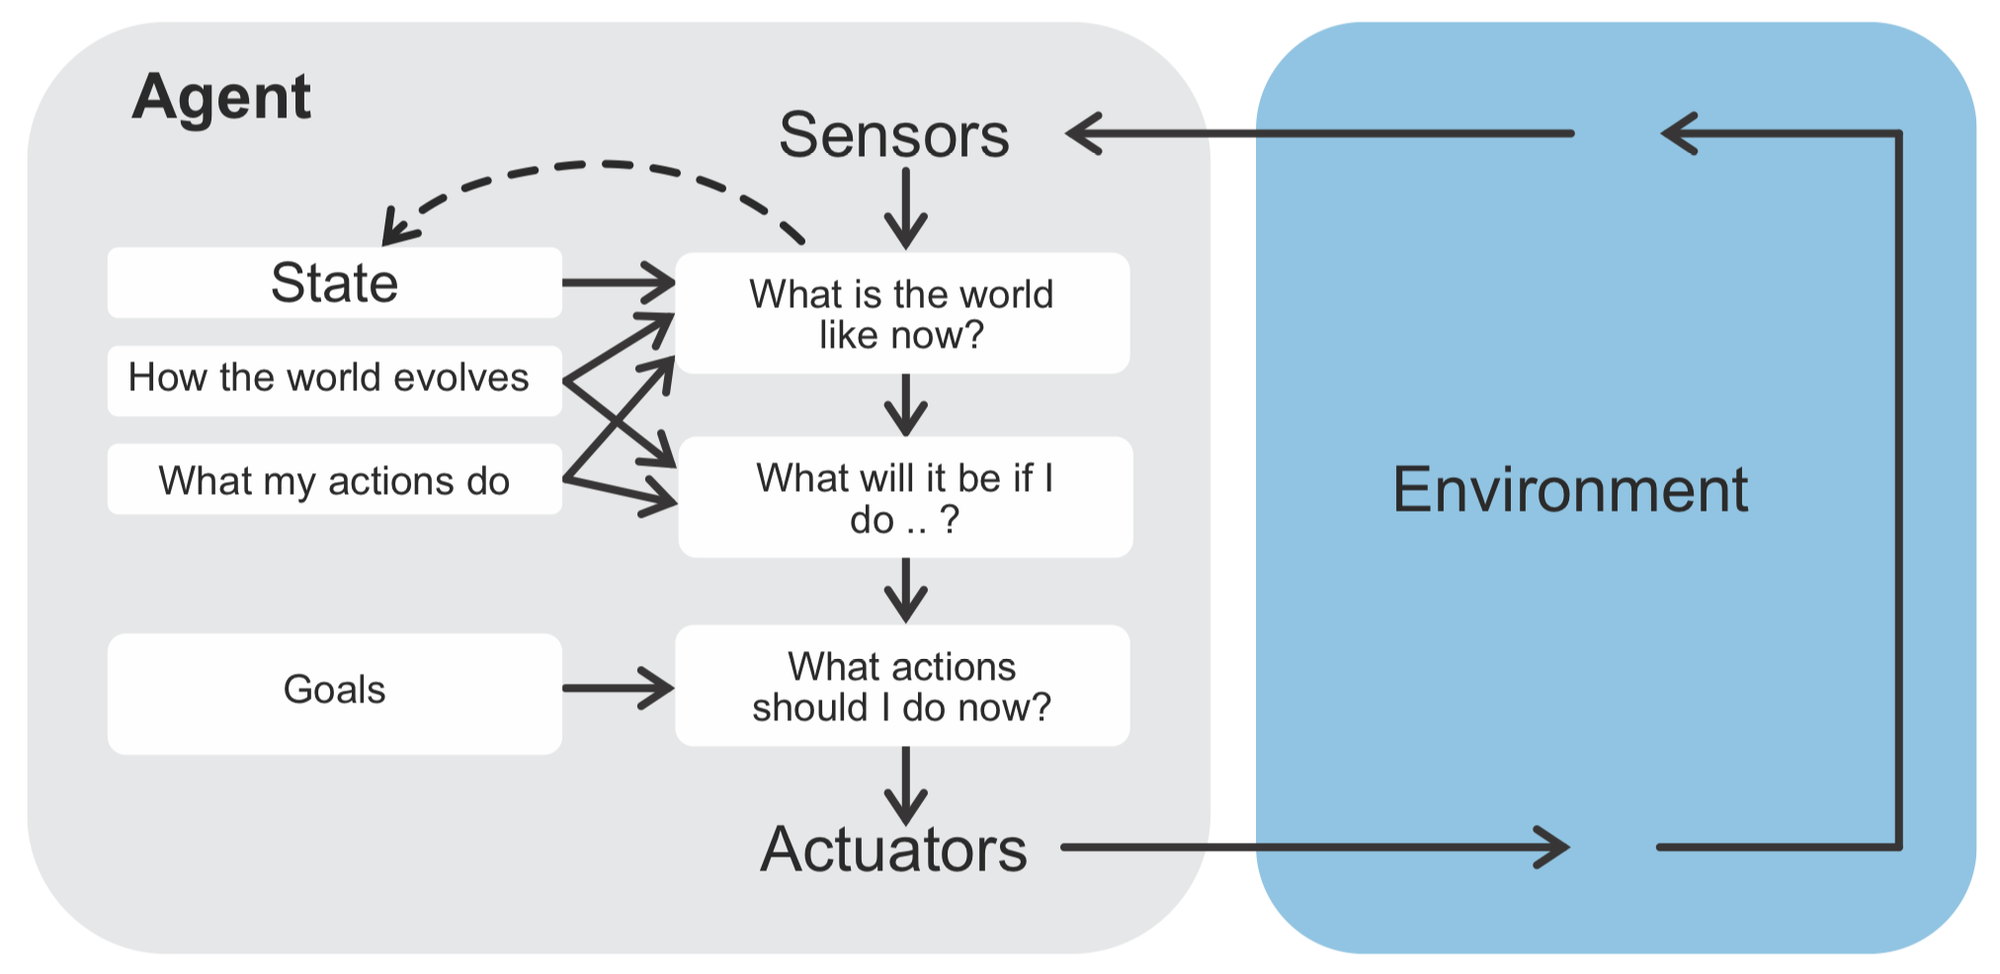 Agent
Sensors
State
What is the world
like now?
How the world evolves
What my actions do
What will it be if I
do .. ?
Environment
Goals
What actions
should I do now?
Actuators